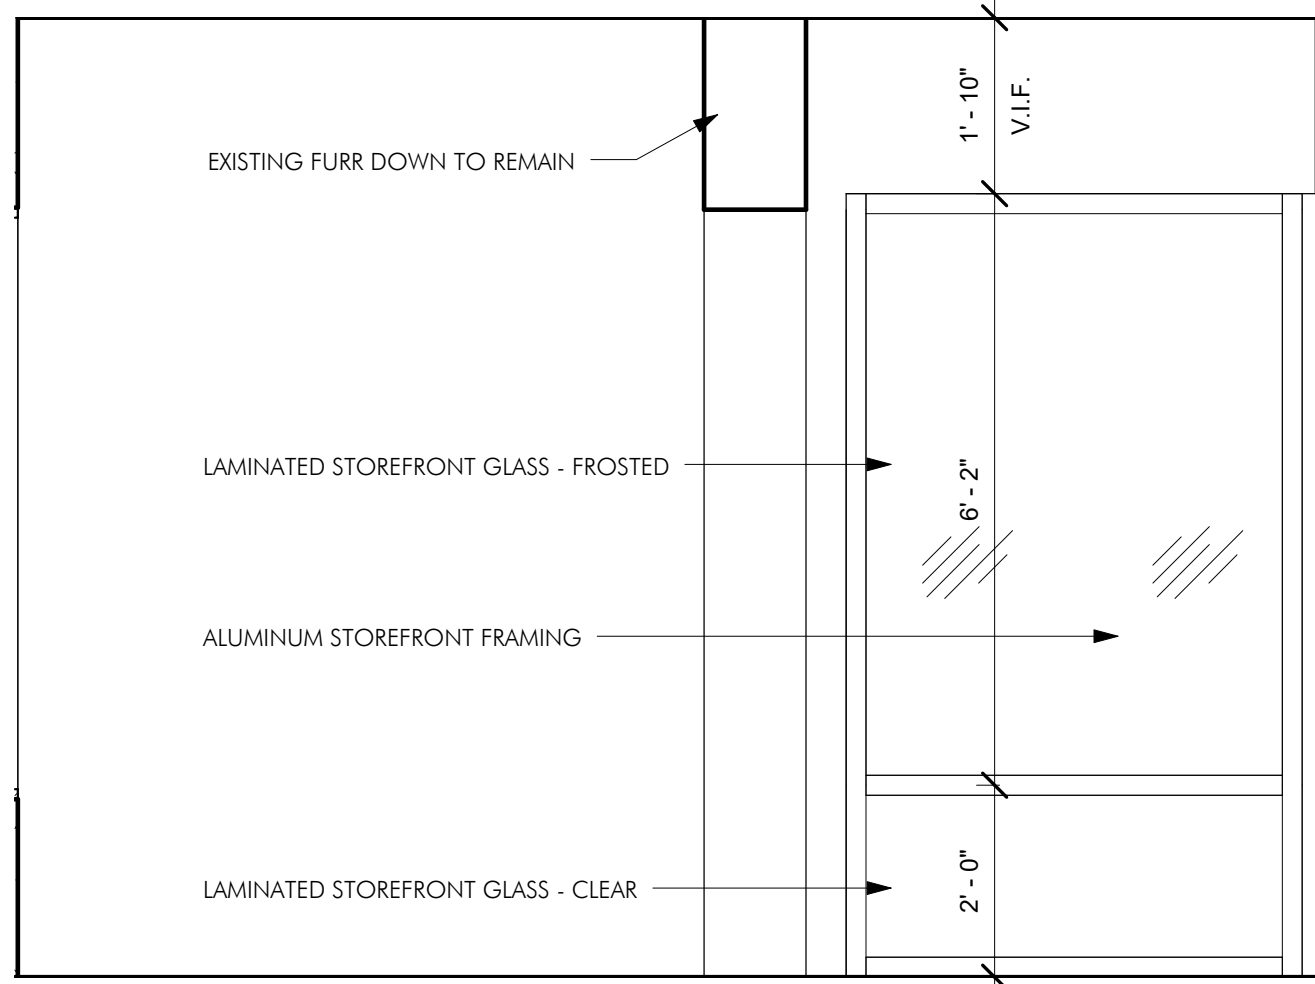 1' - 10"
V.I.F.
EXISTING FURR DOWN TO REMAIN
LAMINATED STOREFRONT GLASS - FROSTED
6' - 2"
ALUMINUM STOREFRONT FRAMING
LAMINATED STOREFRONT GLASS - CLEAR
2' - 0"